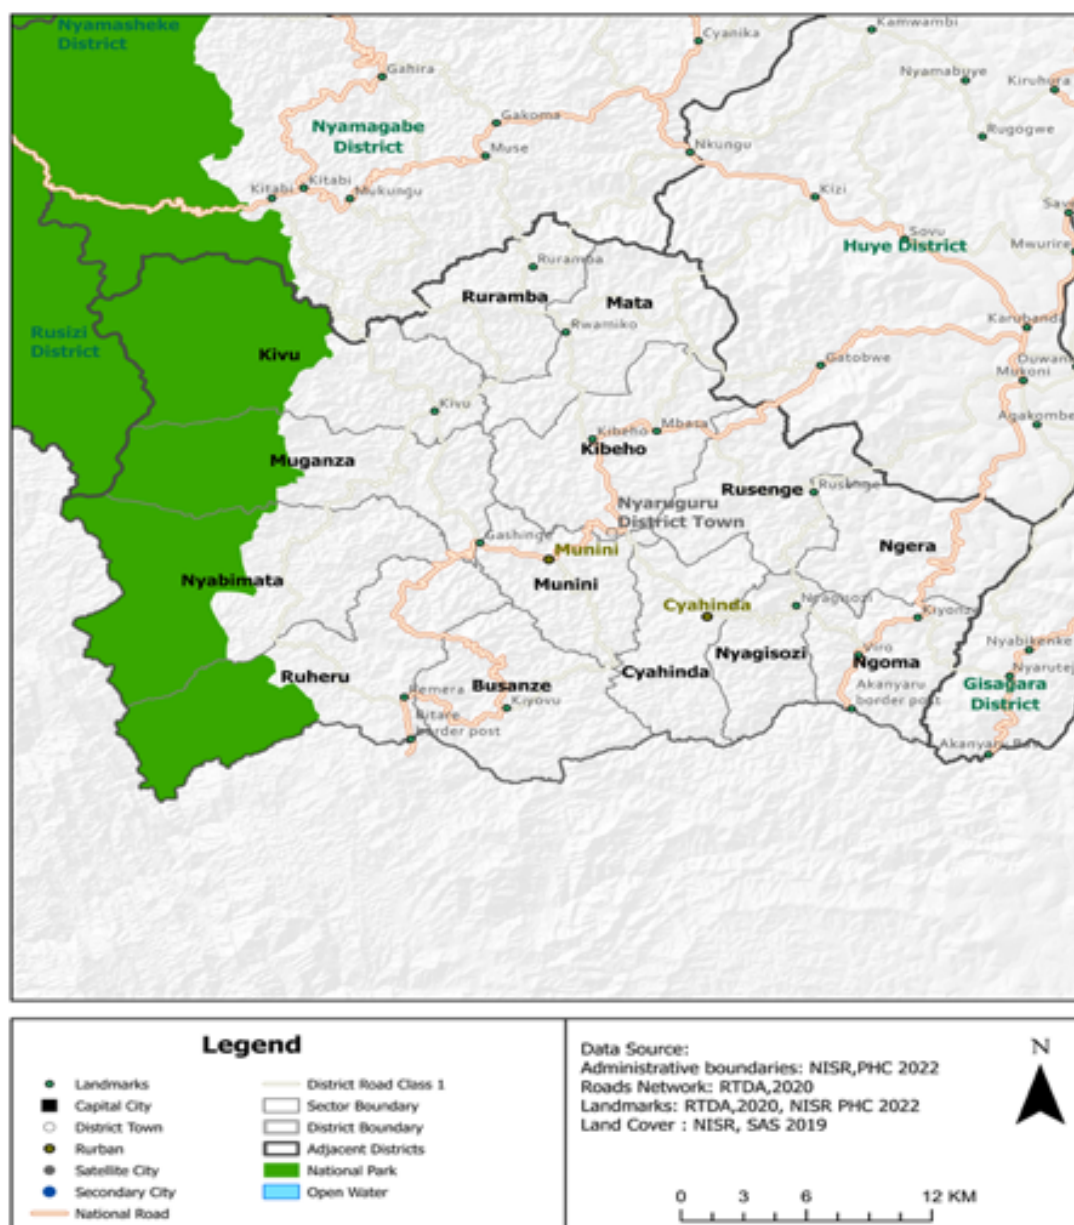 Nyamasheke
District
Kamwambi
Cyanika
Gahira
Nyamabuye
Kiruhura
Gakoma
Nyamagabe
District
Rugogwe
Muse
Nkungu
Kitabi
Kitabi
Mukungu
Kizi
Sovu
Huye District
Mwurire
Ruramba
Ruramba
Mata
Rusizi
District
Rwamiko
Karubanda
Kivu
Gatobwe
Mukoni
Kivu
Agakombe
Kibeho
Mbasa
Kibeho
Muganza
Rusenge
Rusenge
Nyaruguru
District Town
Gashinge
Munini
Ngera
Nyabimata
Munini
Cyahinda
Nyagisozi
Kiyonza
Nyabikenke
Nyagisozi
Viro
Ngoma
Ruheru
Cyahinda
Busanze
Remera
Kiyovu
Akanyaru
border post
Gisagara
District
Bitare
border post
Legend
Landmarks
Capital City
District Town
Rurban
Satellite City
Secondary City
National Road
District Road Class 1
Sector Boundary
District Boundary
Adjacent Districts
National Park
Open Water
Data Source:
Administrative boundaries: NISR,PHC 2022
Roads Network: RTDA,2020
Landmarks: RTDA,2020, NISR PHC 2022
Land Cover : NISR, SAS 2019
N
0 3 6 12 KM